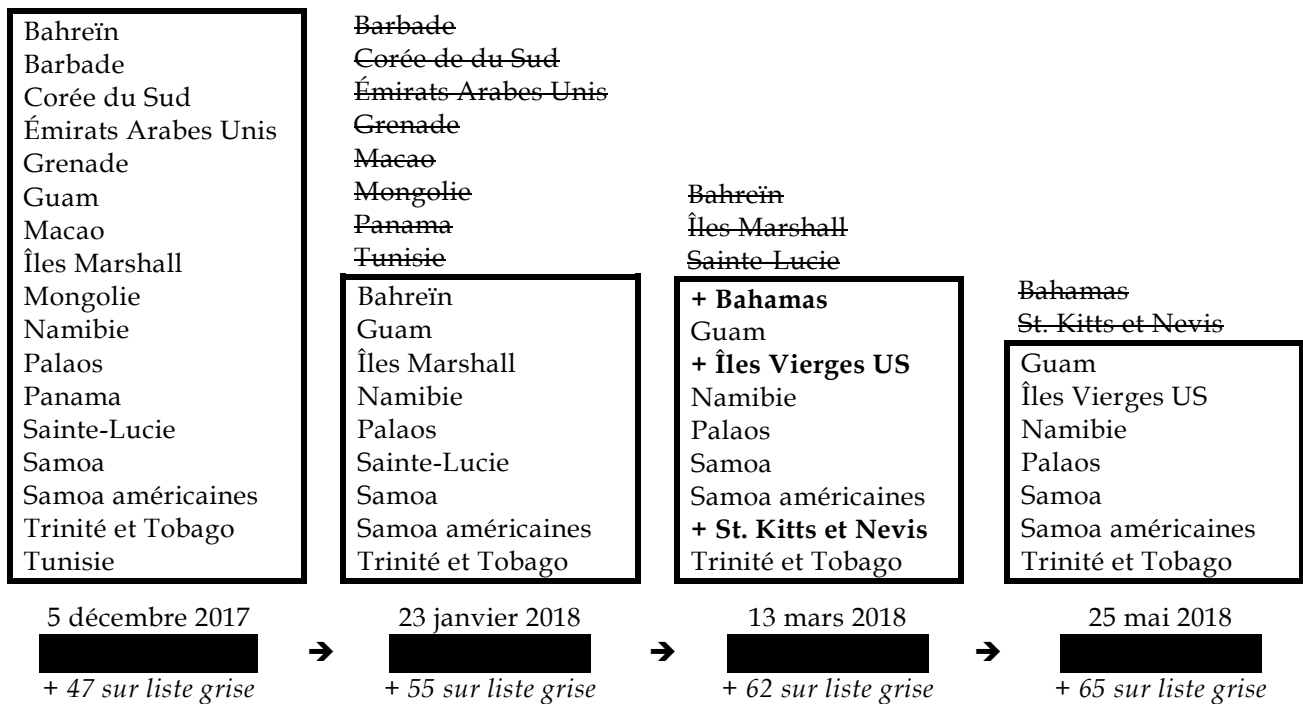 Bahreïn
Barbade
Corée du Sud
Émirats Arabes Unis
Grenade
Guam
Macao
Îles Marshall
Mongolie
Namibie
Palaos
Panama
Sainte-Lucie
Samoa
Samoa américaines
Trinité et Tobago
Tunisie
5 décembre 2017
+ 47 sur liste grise
➔
Barbade
Corée de du Sud
Émirats Arabes Unis
Grenade
Macao
Mongolie
Panama
Tunisie
Bahreïn
Guam
Îles Marshall
Namibie
Palaos
Sainte-Lucie
Samoa
Samoa américaines
Trinité et Tobago
23 janvier 2018
+ 55 sur liste grise
➔
Bahreïn
Îles Marshall
Sainte-Lucie
+ Bahamas
Guam
+ Îles Vierges US
Namibie
Palaos
Samoa
Samoa américaines
+ St. Kitts et Nevis
Trinité et Tobago
13 mars 2018
+ 62 sur liste grise
➔
Bahamas
St. Kitts et Nevis
Guam
Îles Vierges US
Namibie
Palaos
Samoa
Samoa américaines
Trinité et Tobago
25 mai 2018
+ 65 sur liste grise